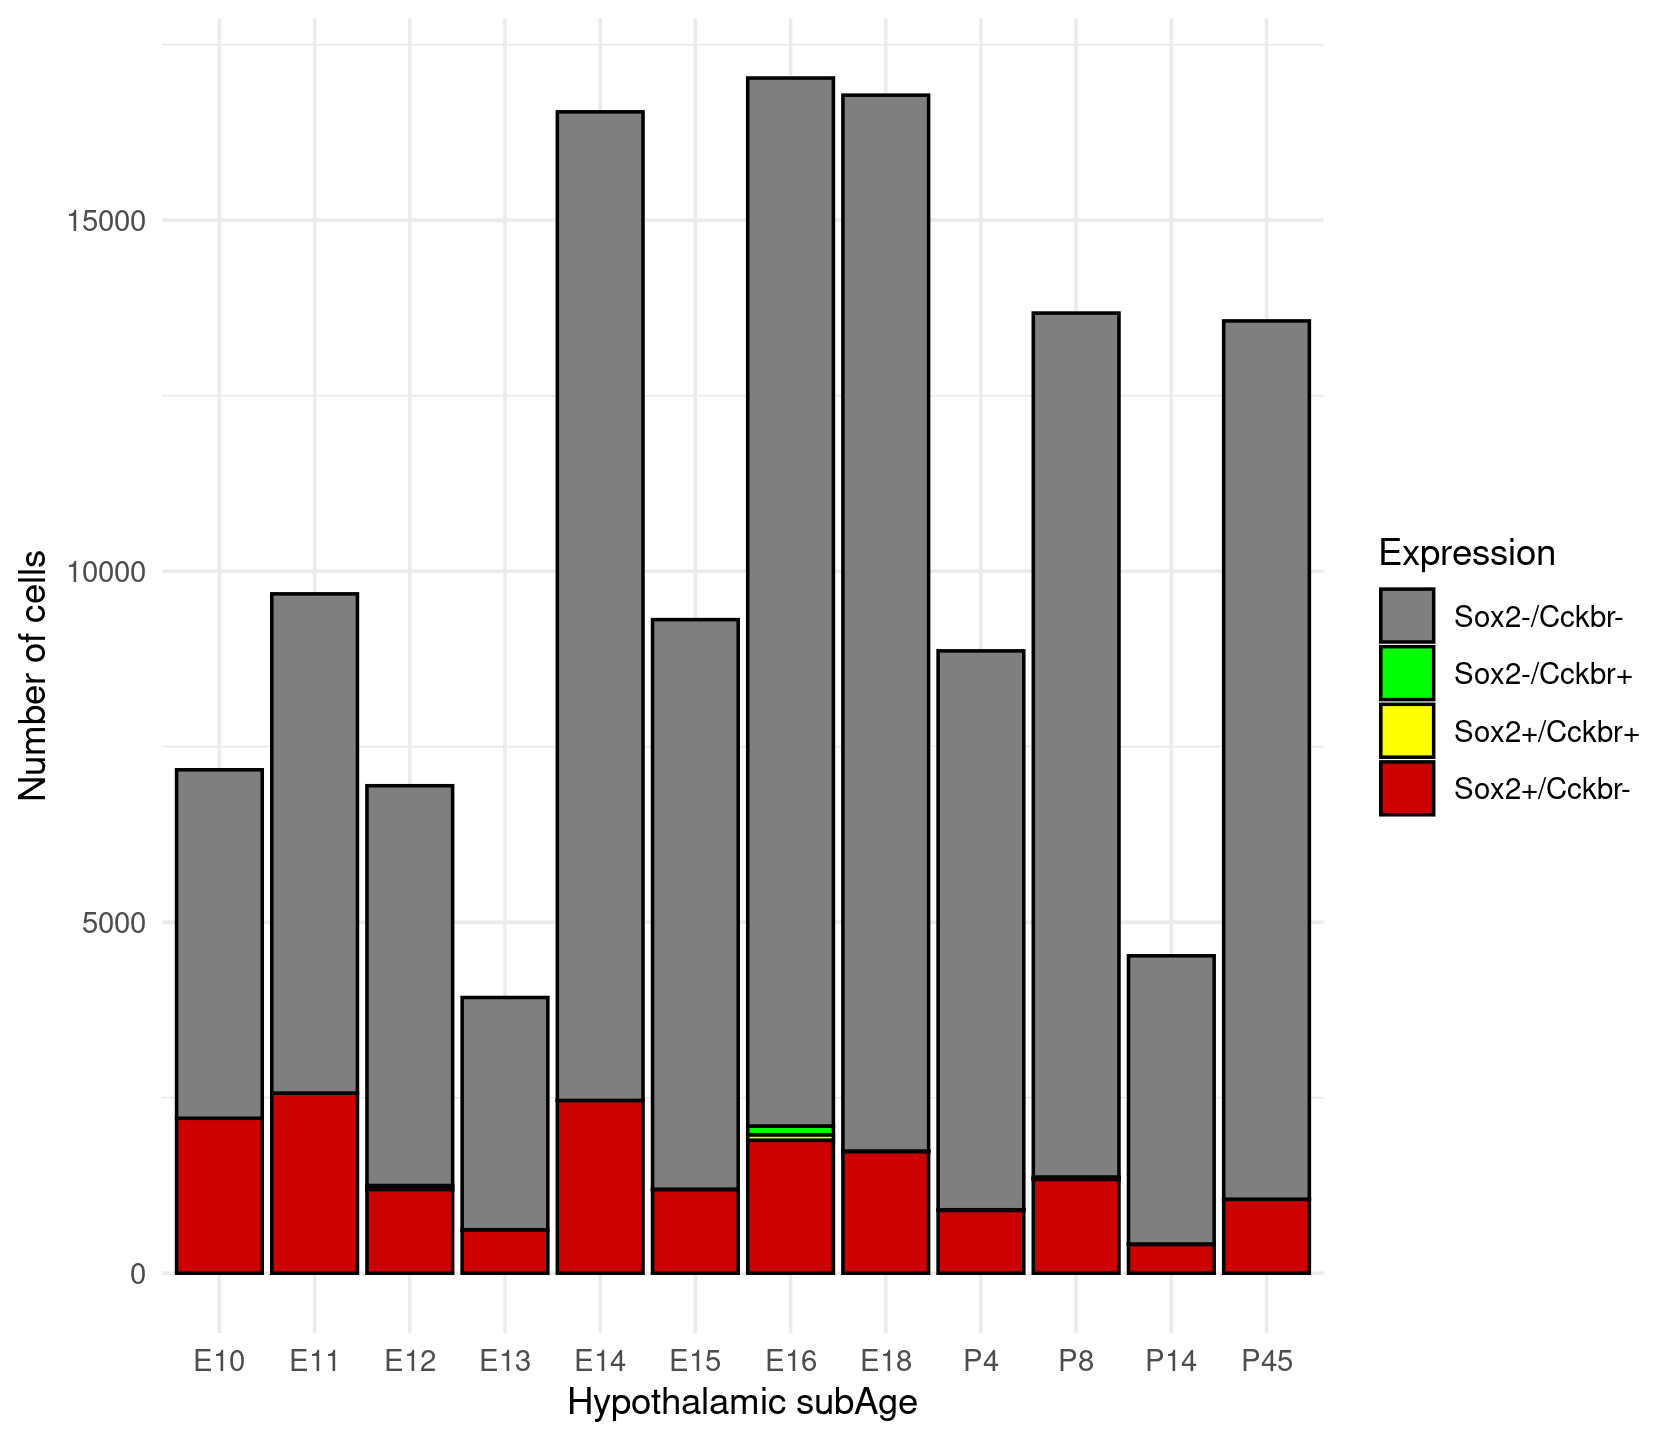 Number of cells
15000
10000
5000
0
E10 E11 E12 E13 E14 E15 E16 E18 P4 P8 P14 P45
Hypothalamic subAge
Expression
Sox2-/Cckbr-
Sox2-/Cckbr+
Sox2+/Cckbr+
Sox2+/Cckbr-